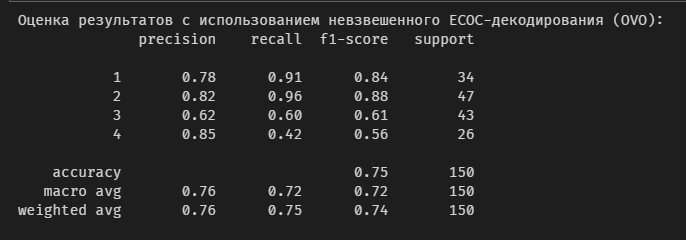 Оценка результатов с использованием невзвешенного ECOC-декодирования (OVO):
precision recall f1-score support
1 0.78 0.91 0.84 34
2 0.82 0.96 0.88 47
3 0.62 0.60 0.61 43
4 0.85 0.42 0.56 26
accuracy 0.75 150
macro avg 0.76 0.72 0.72 150
weighted avg 0.76 0.75 0.74 150